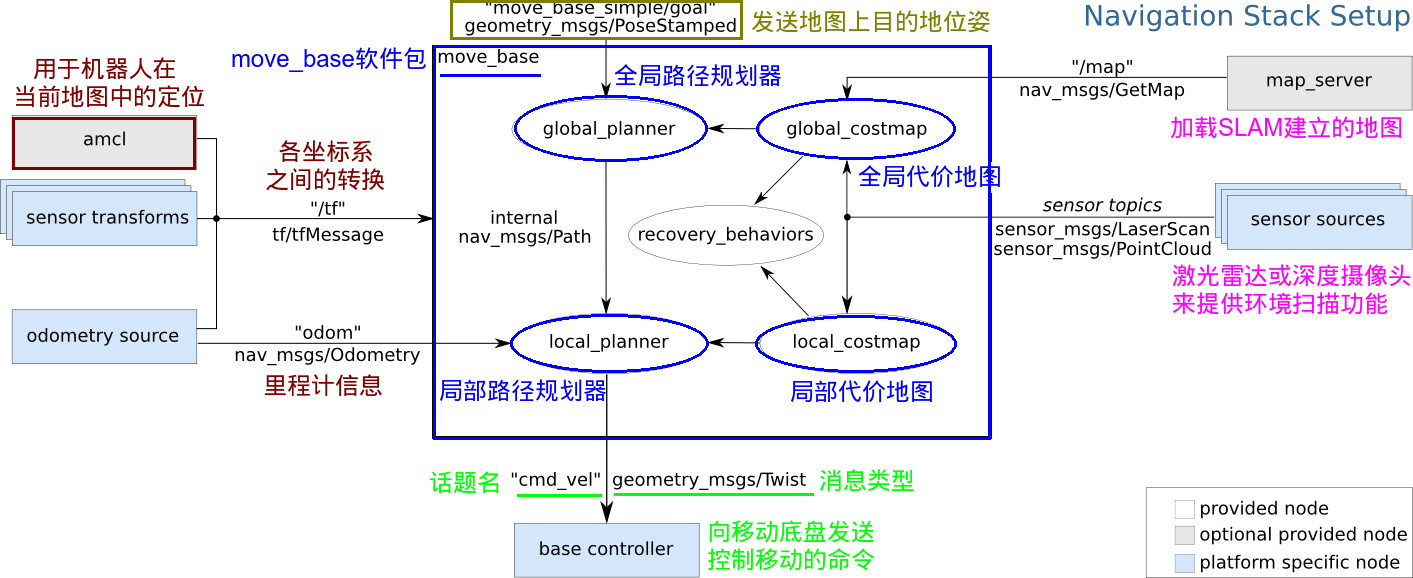 "move_base_simple/goal"
geometry_msgs/PoseStamped
发送地图上目的地位姿
Navigation Stack Setup
move_base软件包
move_base
用于机器人在
当前地图中的定位
全局路径规划器
"/map"
nav_msgs/GetMap
map_server
加载SLAM建立的地图
amcl
global_planner
global_costmap
各坐标系
之间的转换
全局代价地图
sensor transforms
"/tf"
tf/tfMessage
internal
nav_msgs/Path
recovery_behaviors
sensor topics
sensor_msgs/LaserScan
sensor_msgs/PointCloud
sensor sources
激光雷达或深度摄像头
来提供环境扫描功能
odometry source
"odom"
nav_msgs/Odometry
里程计信息
local_planner
local_costmap
局部路径规划器
局部代价地图
话题名
"cmd_vel"
geometry_msgs/Twist
消息类型
base controller
向移动底盘发送
控制移动的命令
provided node
optional provided node
platform specific node